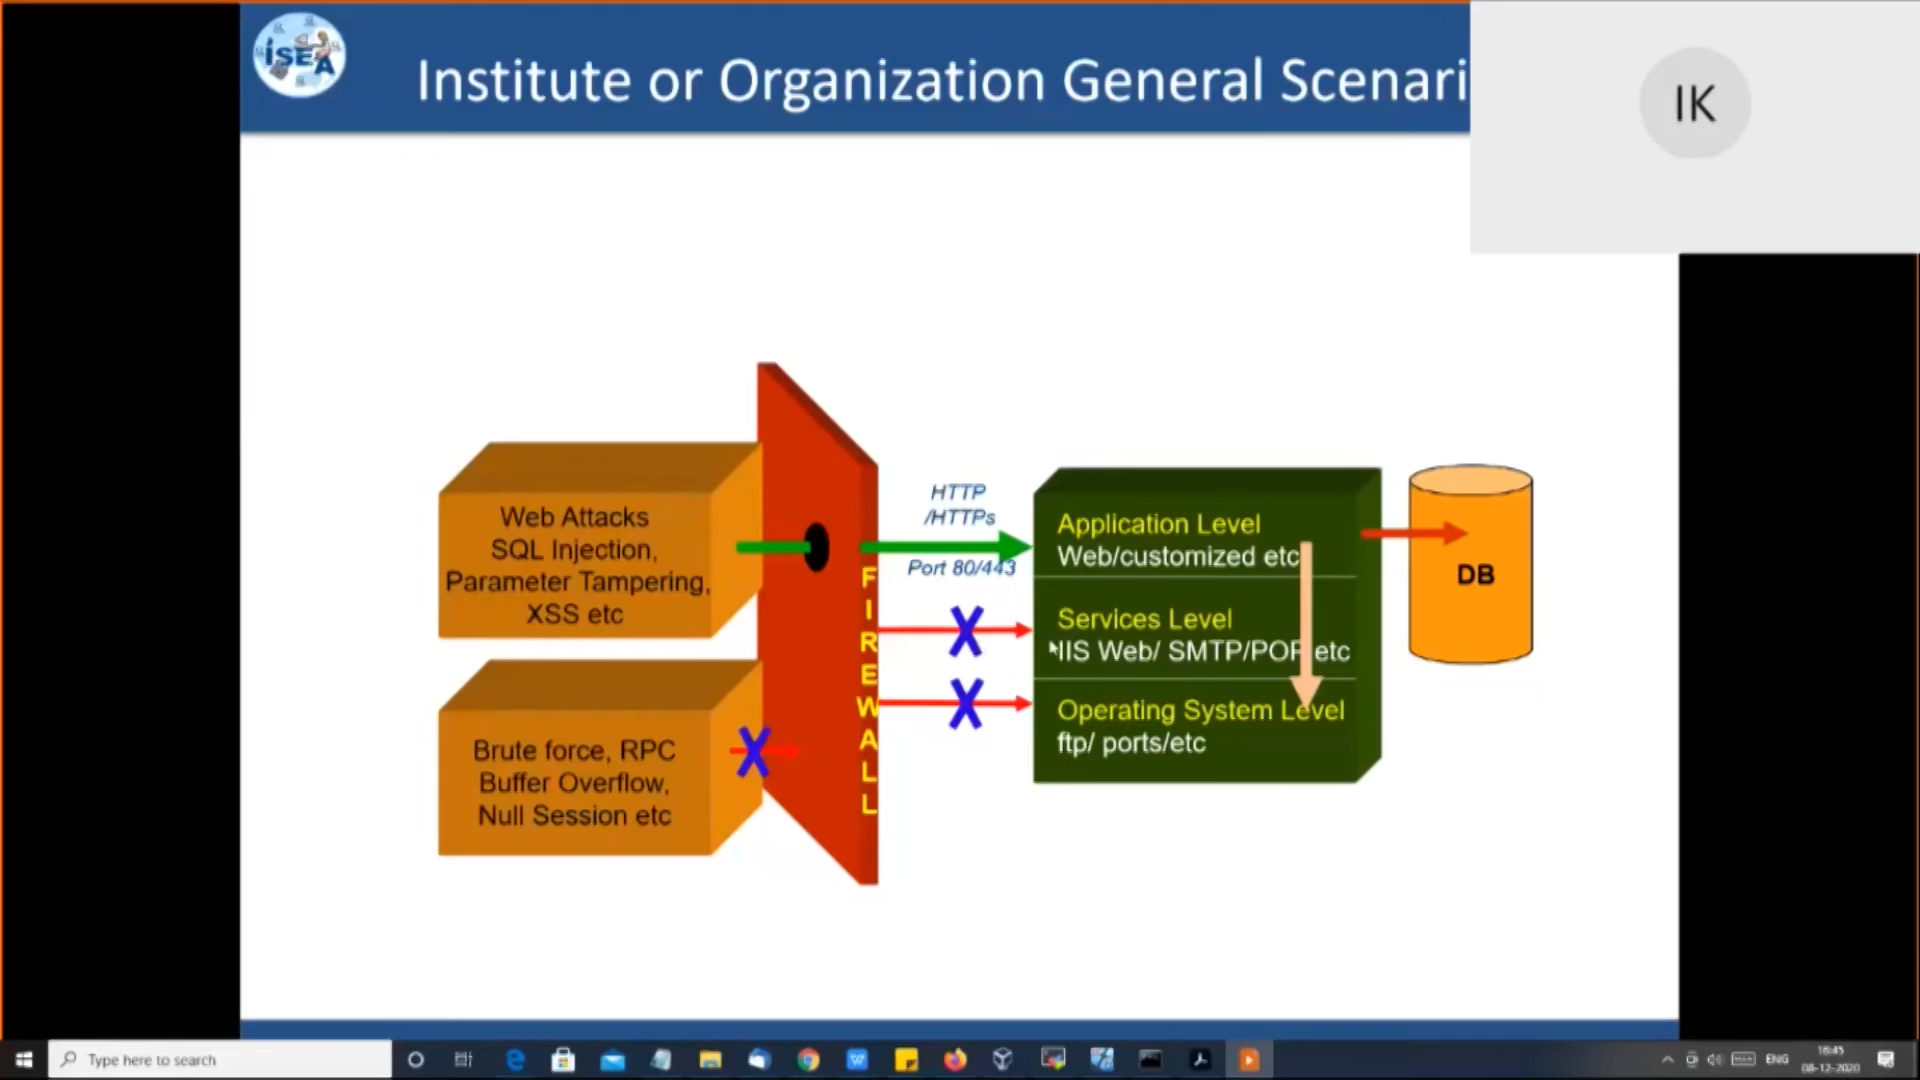 iSEA
Institute or Organization General Scenari
IK
Web Attacks
SQL Injection,
Parameter Tampering,
XSS etc
Brute force, RPC
Buffer Overflow,
Null Session etc
FIREWALL
HTTP
/HTTPs
Port 80/443
Application Level
Web/customized etc
Services Level
IIS Web/ SMTP/POP etc
Operating System Level
ftp/ ports/etc
DB
Type here to search
ENG
16:45
08-12-2020